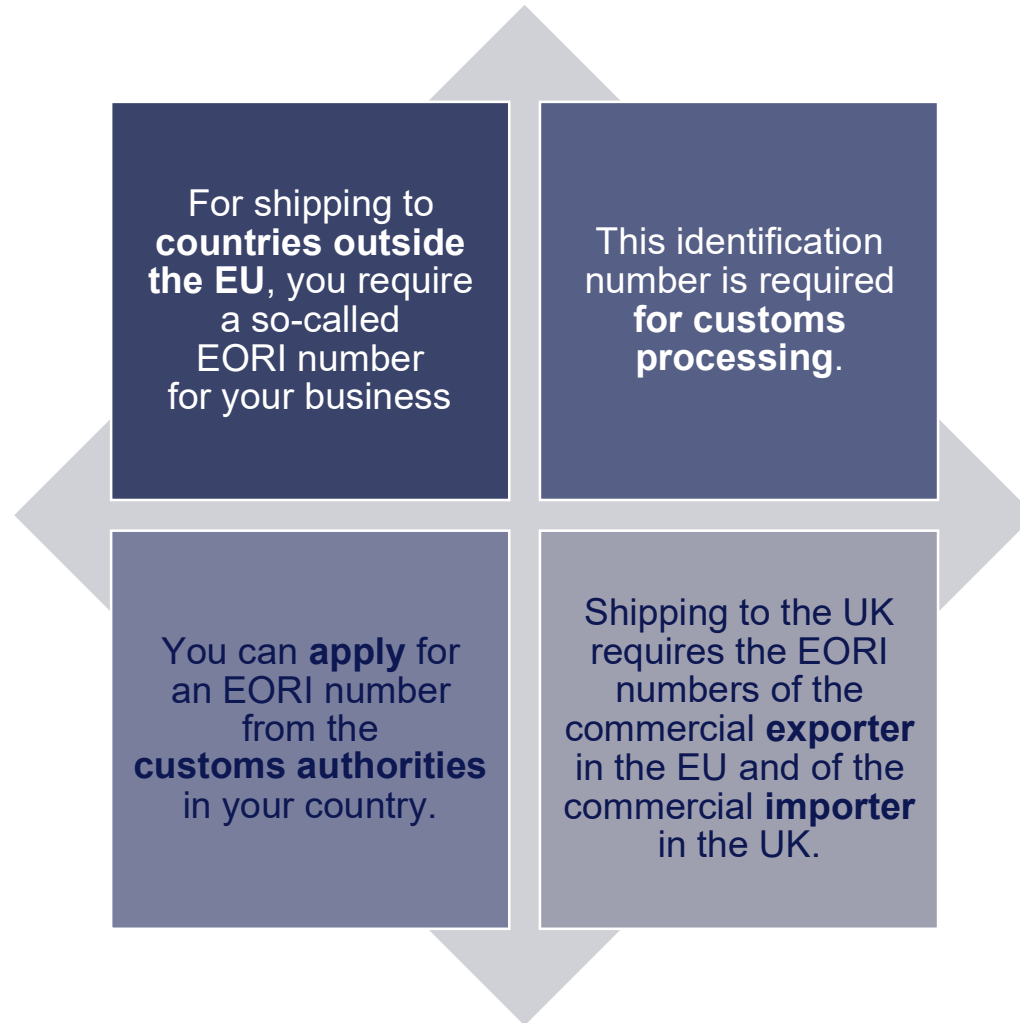 For shipping to
countries outside
the EU, you require
a so-called
EORI number
for your business
This identification
number is required
for customs
processing.
You can apply for
an EORI number
from the
customs authorities
in your country.
Shipping to the UK
requires the EORI
numbers of the
commercial exporter
in the EU and of the
commercial importer
in the UK.